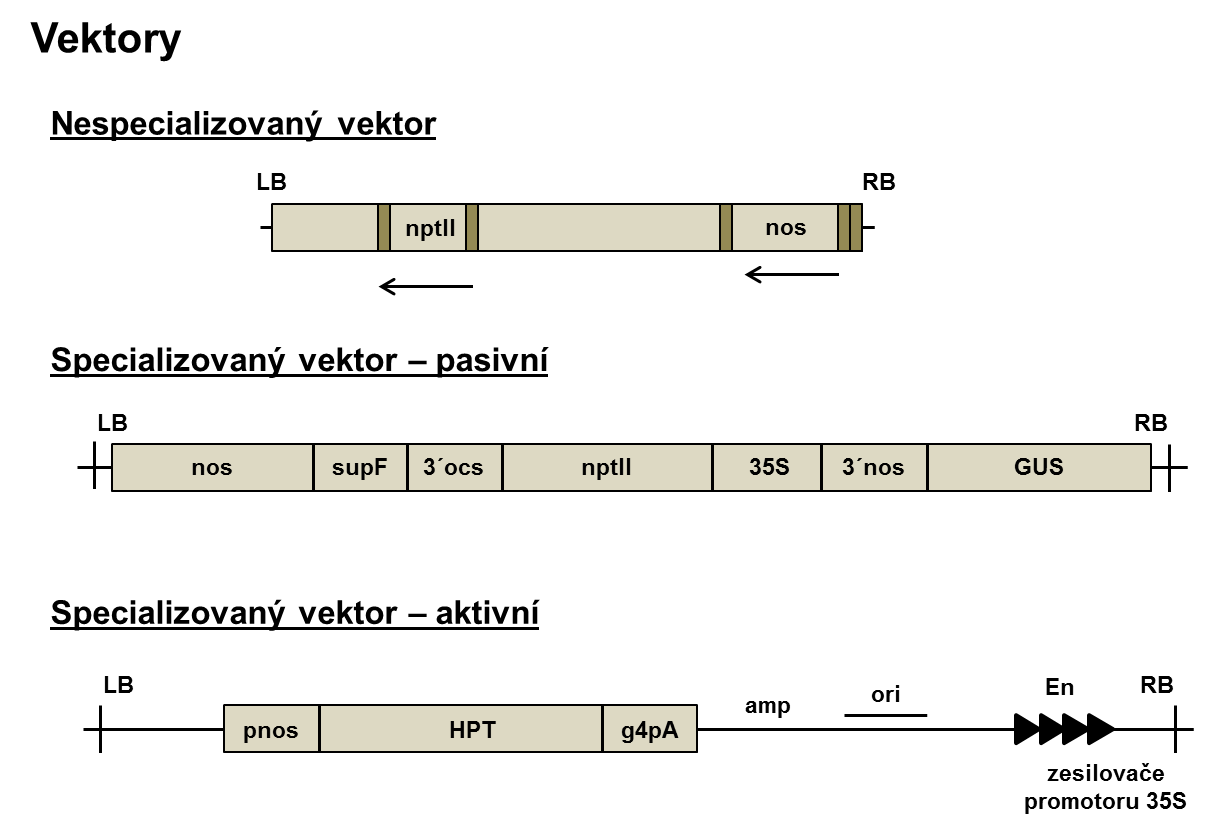 Vektory
Nespecializovaný vektor
LB RB
nptII nos
Specializovaný vektor – pasivní
LB RB
nos supF 3´ocs nptII 35S 3´nos GUS
Specializovaný vektor – aktivní
LB amp ori En RB
pnos HPT g4pA
zesilovače
promotoru 35S